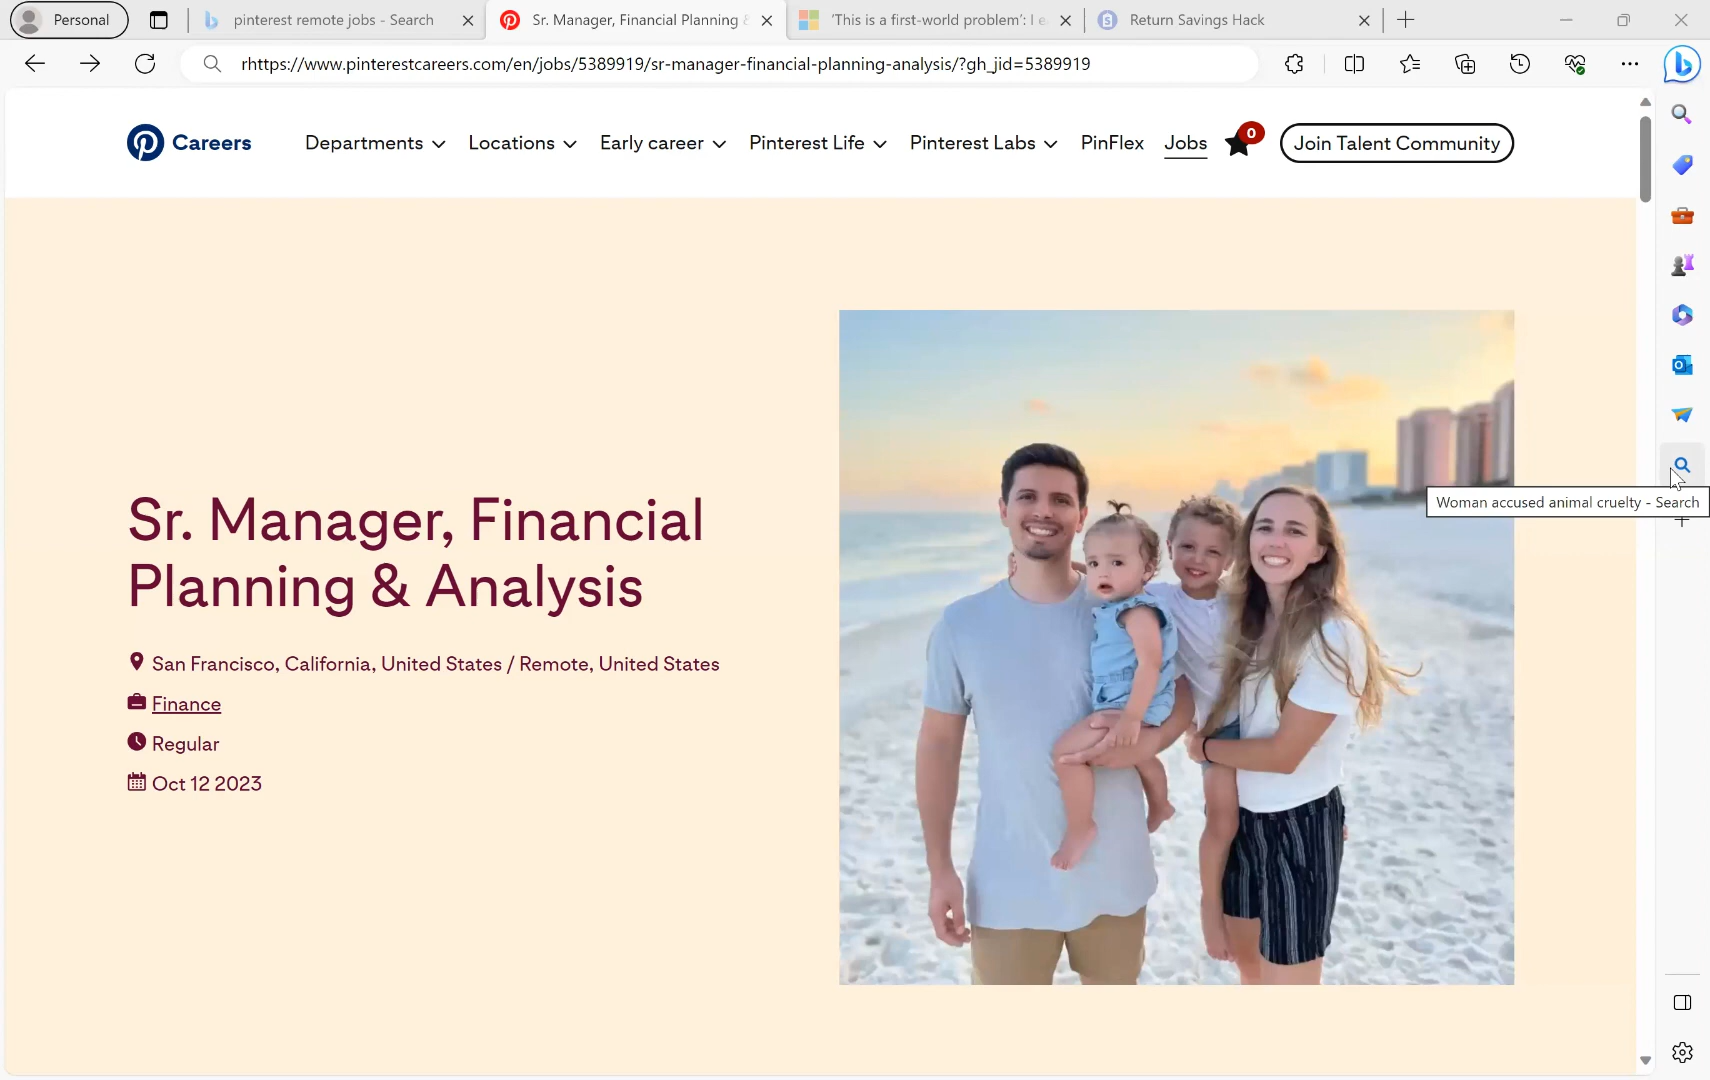 Personal
pinterest remote jobs - Search
Sr. Manager, Financial Planning &
'This is a first-world problem': I e
Return Savings Hack
rhttps://www.pinterestcareers.com/en/jobs/5389919/sr-manager-financial-planning-analysis/?gh_jid=5389919
Careers
Departments
Locations
Early career
Pinterest Life
Pinterest Labs
PinFlex
Jobs
0
Join Talent Community
Woman accused animal cruelty - Search
Sr. Manager, Financial
Planning & Analysis
San Francisco, California, United States / Remote, United States
Finance
Regular
Oct 12 2023